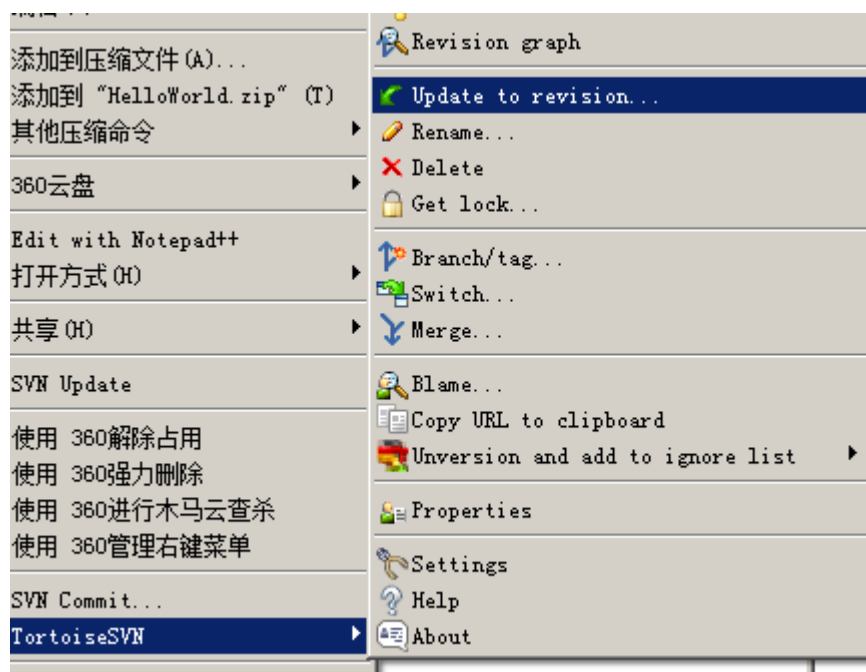 添加到压缩文件(A)...
添加到 "HelloWorld.zip" (T)
其他压缩命令
360云盘
Edit with Notepad++
打开方式(H)
共享(H)
SVN Update
使用 360解除占用
使用 360强力删除
使用 360进行木马云查杀
使用 360管理右键菜单
SVN Commit...
TortoiseSVN
Revision graph
Update to revision...
Rename...
Delete
Get lock...
Branch/tag...
Switch...
Merge...
Blame...
Copy URL to clipboard
Unversion and add to ignore list
Properties
Settings
Help
About